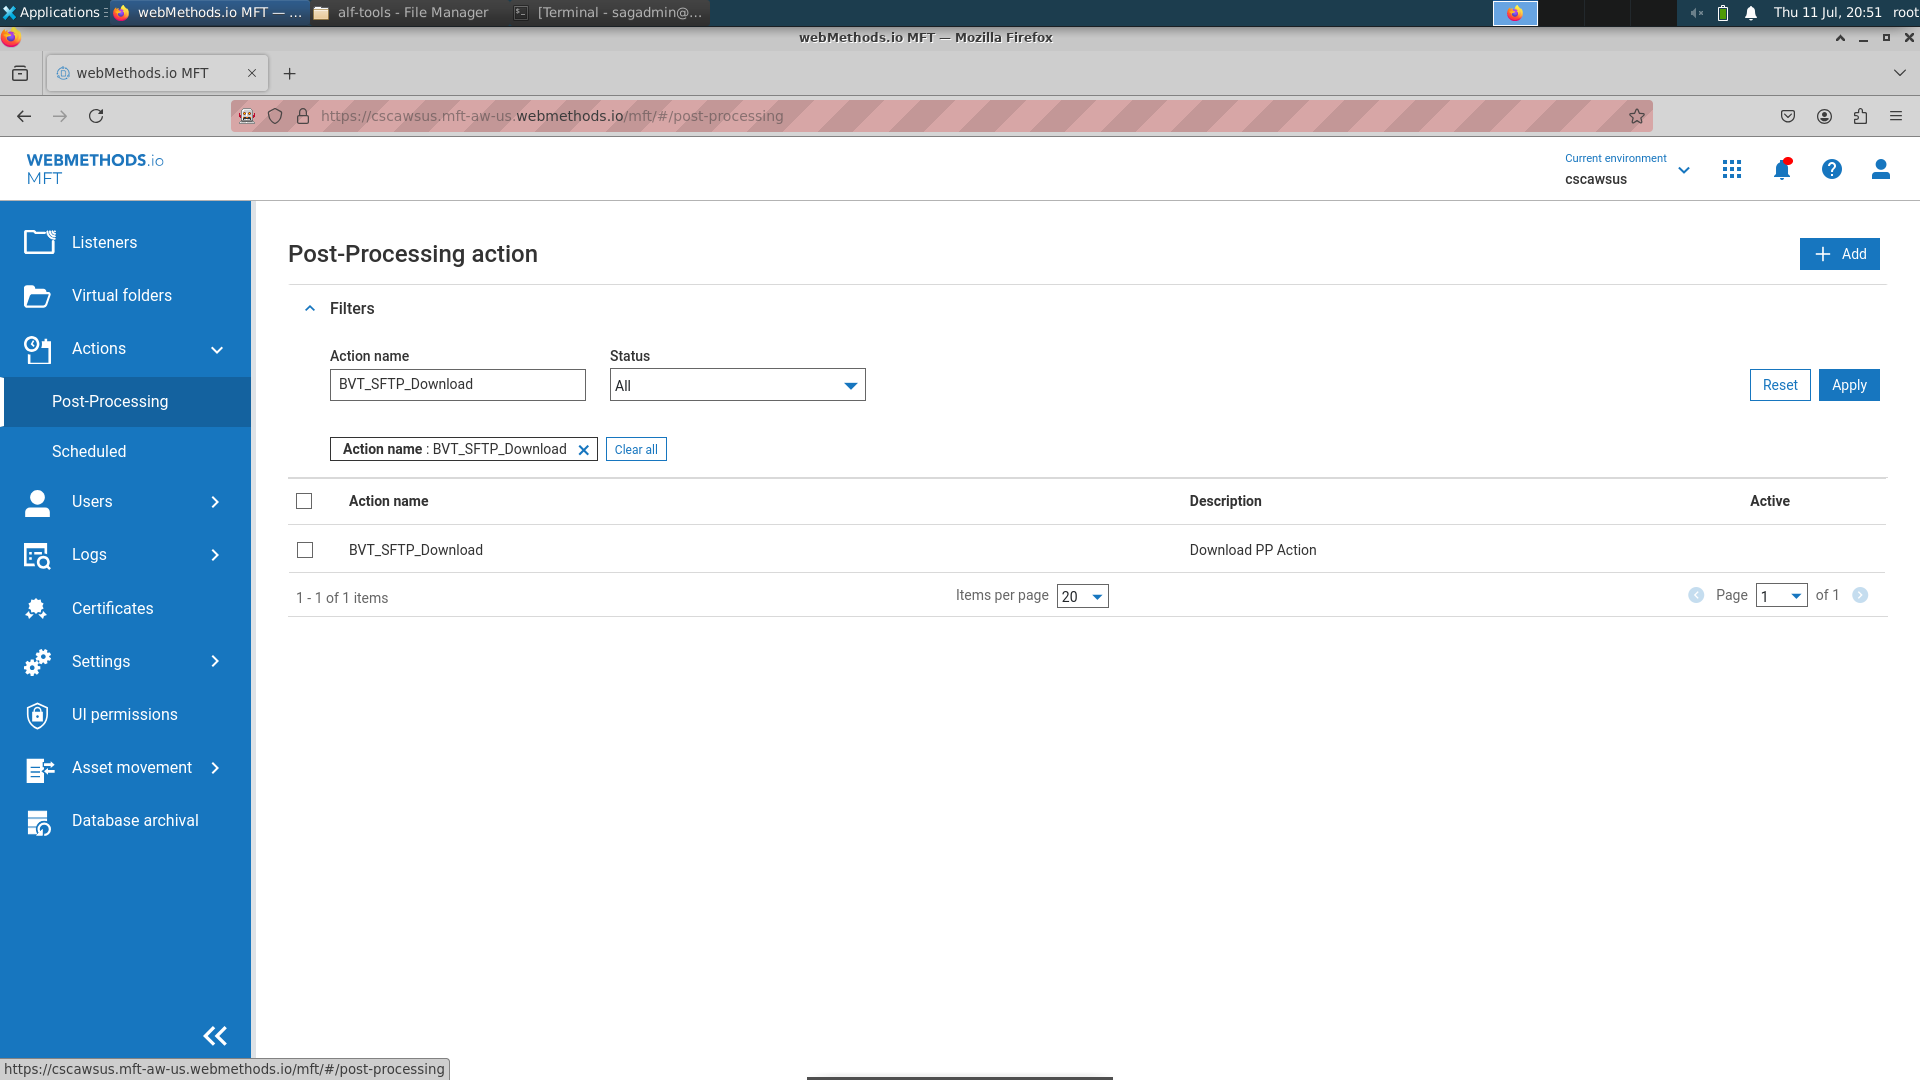 Applications
webMethods.io MFT — ...
alf-tools - File Manager
[Terminal - sagadmin@...
Thu 11 Jul, 20:51
root
webMethods.io MFT — Mozilla Firefox
webMethods.io MFT
https://cscawsus.mft-aw-us.webmethods.io/mft/#/post-processing
WEBMETHODS.io
MFT
Current environment
cscawsus
Listeners
Virtual folders
Actions
Post-Processing
Scheduled
Users
Logs
Certificates
Settings
UI permissions
Asset movement
Database archival
Post-Processing action
Add
Filters
Action name
Status
BVT_SFTP_Download
All
Reset
Apply
Action name : BVT_SFTP_Download
Clear all
Action name
Description
Active
BVT_SFTP_Download
Download PP Action
1 - 1 of 1 items
Items per page
20
Page
1
of 1
https://cscawsus.mft-aw-us.webmethods.io/mft/#/post-processing